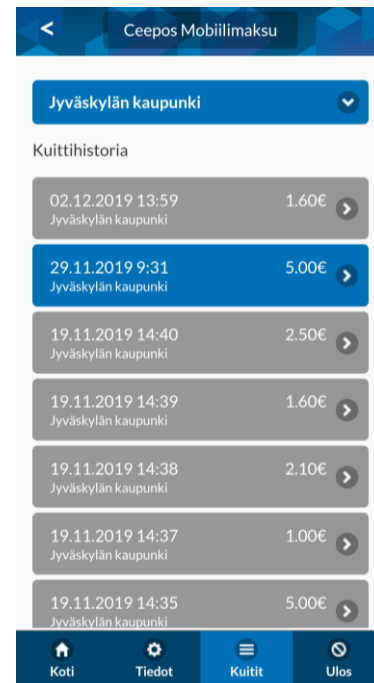 Ceepos Mobiilimaksu
Jyväskylän kaupunki
Kuittihistoria
02.12.2019 13:59 1.60€
Jyväskylän kaupunki
29.11.2019 9:31 5.00€
Jyväskylän kaupunki
19.11.2019 14:40 2.50€
Jyväskylän kaupunki
19.11.2019 14:39 1.60€
Jyväskylän kaupunki
19.11.2019 14:38 2.10€
Jyväskylän kaupunki
19.11.2019 14:37 1.00€
Jyväskylän kaupunki
19.11.2019 14:35 5.00€
Jyväskylän kaupunki
Koti Tiedot Kuitit Ulos